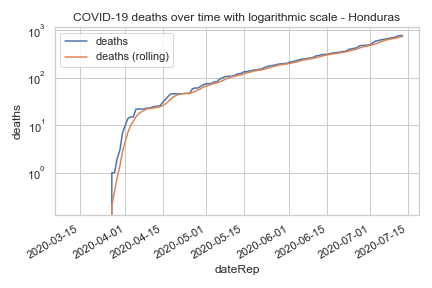 COVID-19 deaths over time with logarithmic scale - Honduras
deaths
deaths (rolling)
10³
10²
10¹
10⁰
deaths
2020-03-15
2020-04-01
2020-04-15
2020-05-01
2020-05-15
2020-06-01
2020-06-15
2020-07-01
2020-07-15
dateRep